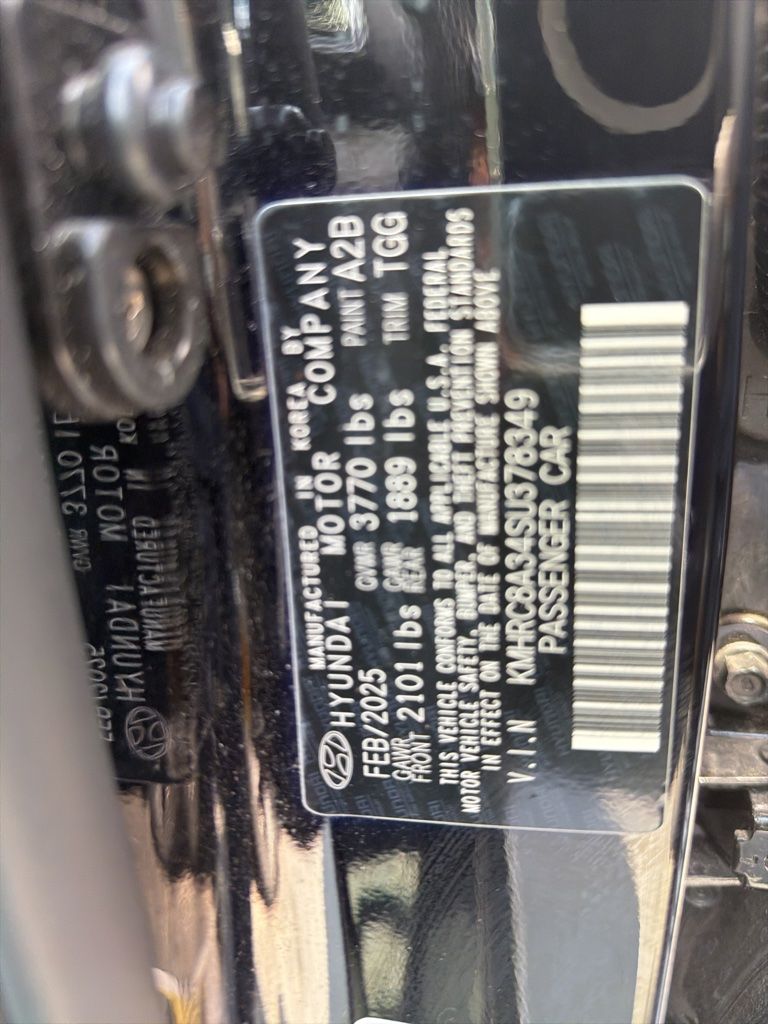 MANUFACTURED IN KOREA BY
HYUNDAI MOTOR COMPANY
FEB/2025 GVWR 3770 lbs PAINT A2B
GAWR FRONT 2101 lbs GAWR REAR 1889 lbs TRIM TGG
THIS VEHICLE CONFORMS TO ALL APPLICABLE U.S.A. FEDERAL
MOTOR VEHICLE SAFETY, BUMPER, AND THEFT PREVENTION STANDARDS
IN EFFECT ON THE DATE OF MANUFACTURE SHOWN ABOVE
V.I.N KMHRC8A34SU378349
PASSENGER CAR